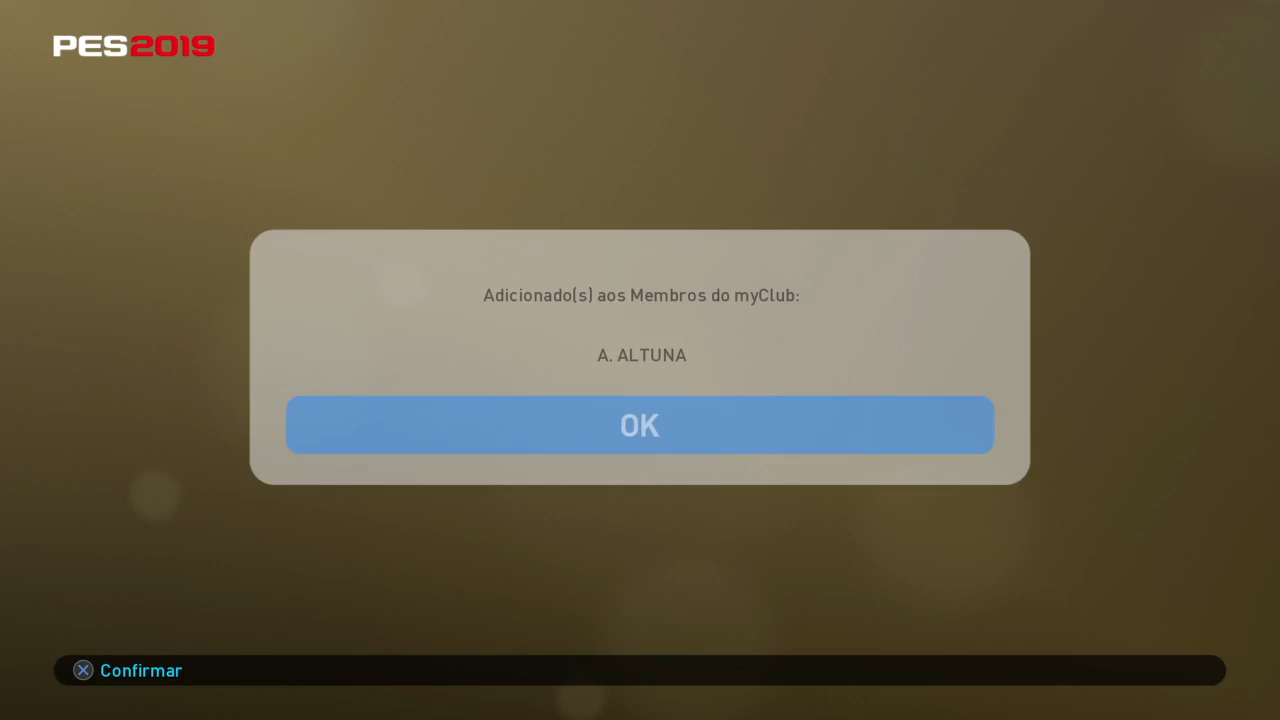 PES2019
Adicionado(s) aos Membros do myClub:
A. ALTUNA
OK
Confirmar